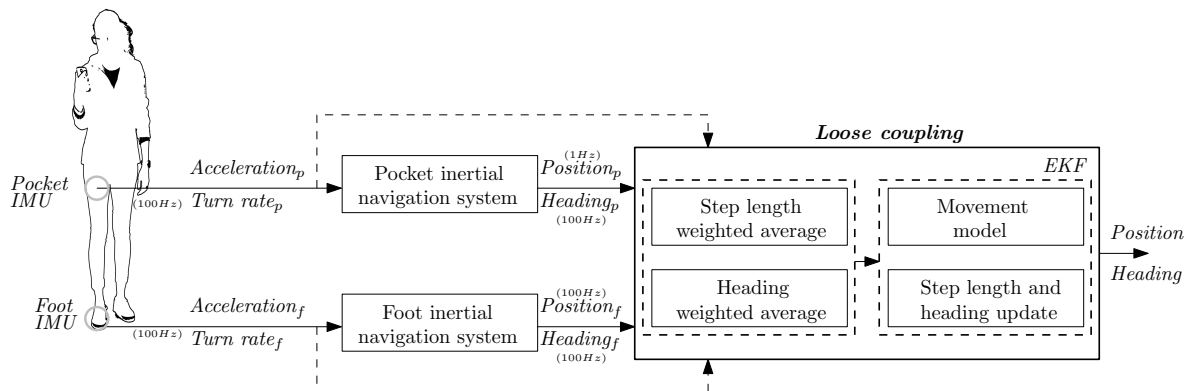 Pocket
IMU
Acceleration_p
(100Hz) Turn rate_p
Pocket inertial
navigation system
(1Hz)
Position_p
Heading_p
(100Hz)
Foot
IMU
Acceleration_f
(100Hz) Turn rate_f
Foot inertial
navigation system
(100Hz)
Position_f
Heading_f
(100Hz)
Loose coupling
EKF
Step length
weighted average
Heading
weighted average
Movement
model
Step length and
heading update
Position
Heading